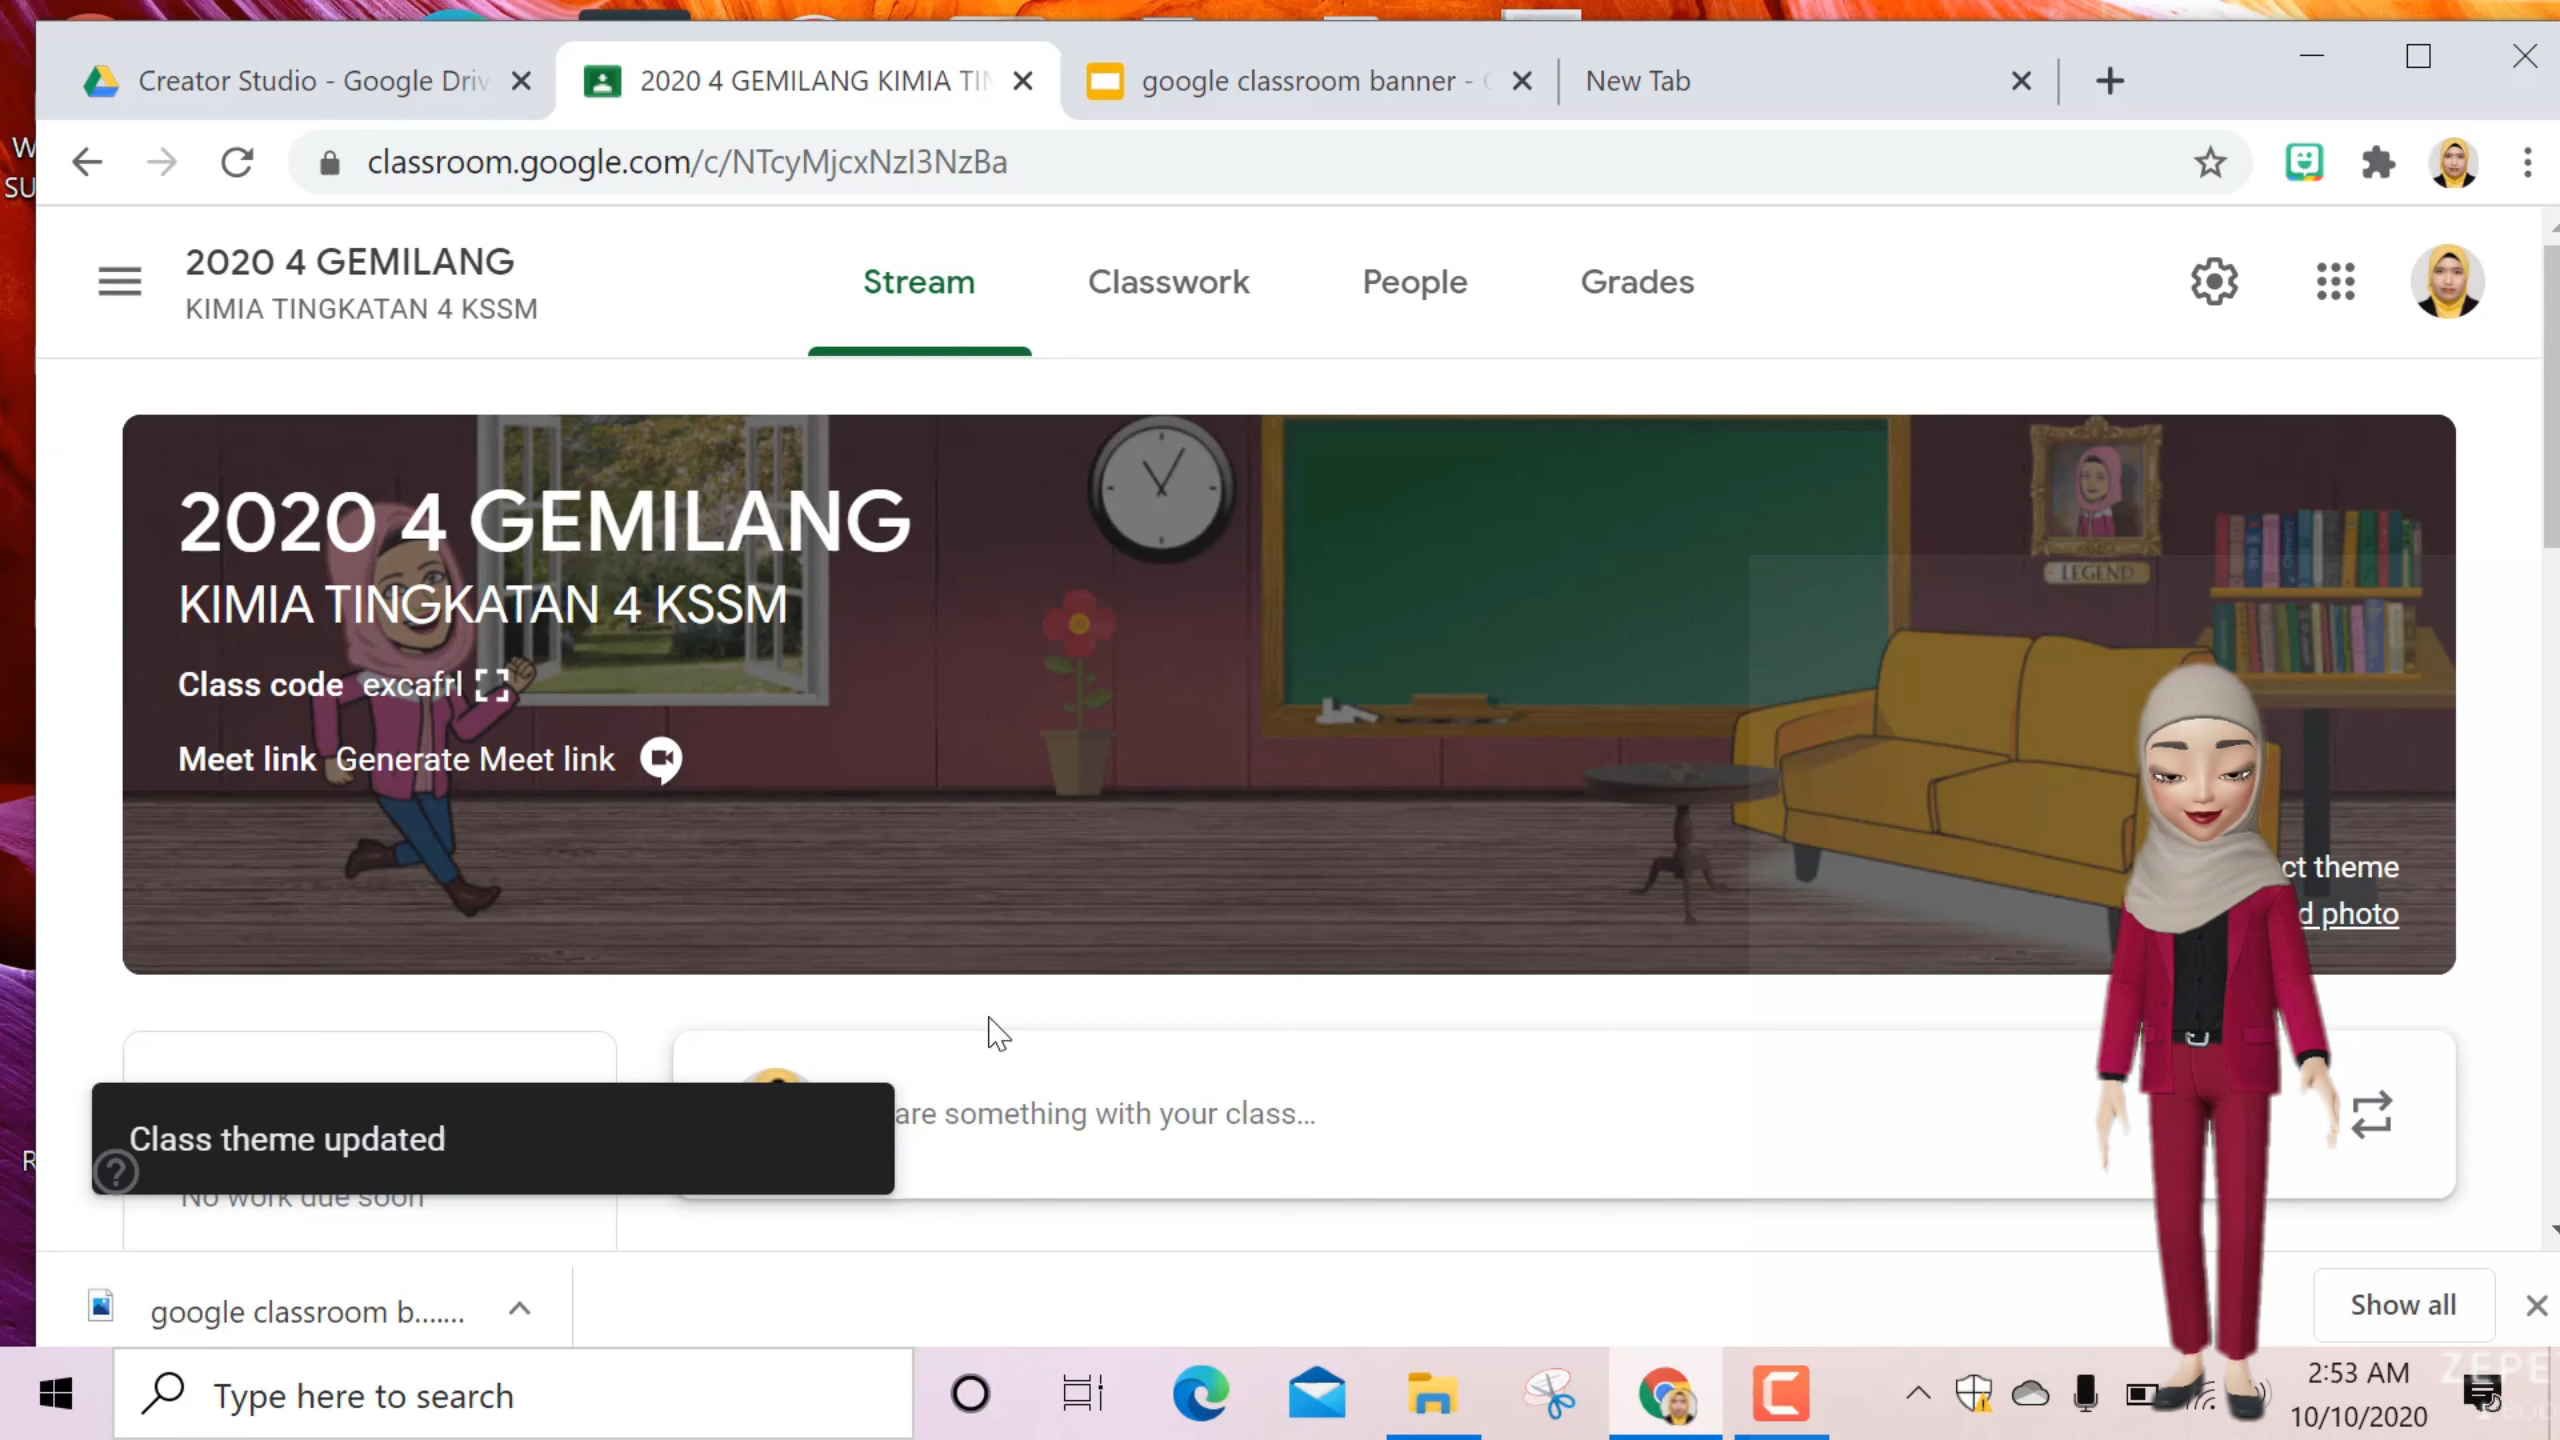 Creator Studio - Google Driv
2020 4 GEMILANG KIMIA TIN
google classroom banner -
New Tab
classroom.google.com/c/NTcyMjcxNzI3NzBa
W
SU
2020 4 GEMILANG
KIMIA TINGKATAN 4 KSSM
Stream
Classwork
People
Grades
2020 4 GEMILANG
KIMIA TINGKATAN 4 KSSM
Class code excafrl
Meet link Generate Meet link
LEGEND
ct theme
d photo
are something with your class...
Class theme updated
No work due soon
R
google classroom b.......
Show all
Type here to search
2:53 AM
10/10/2020
ZEPE